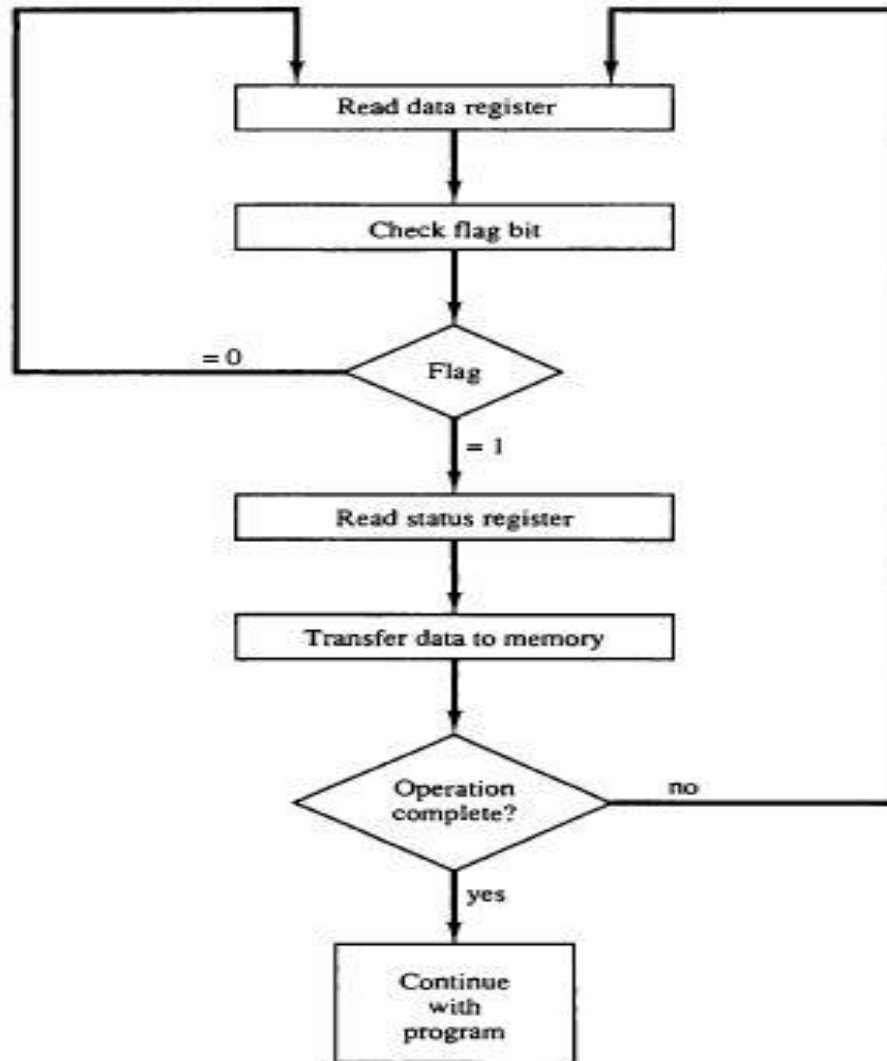 Read data register
Check flag bit
= 0
Flag
= 1
Read status register
Transfer data to memory
Operation
complete?
no
yes
Continue
with
program